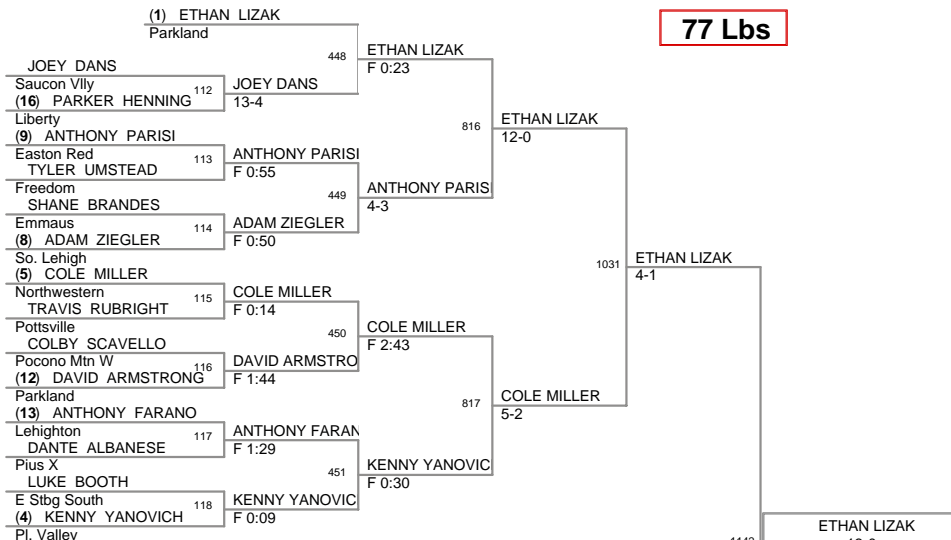 (1) ETHAN LIZAK
Parkland
77 Lbs
448
ETHAN LIZAK
F 0:23
JOEY DANS
Saucon Vlly
112
(16) PARKER HENNING
JOEY DANS
13-4
Liberty
(9) ANTHONY PARISI
816
ETHAN LIZAK
12-0
Easton Red
113
TYLER UMSTEAD
ANTHONY PARISI
F 0:55
Freedom
SHANE BRANDES
449
ANTHONY PARISI
4-3
Emmaus
114
(8) ADAM ZIEGLER
ADAM ZIEGLER
F 0:50
So. Lehigh
(5) COLE MILLER
1031
ETHAN LIZAK
4-1
Northwestern
115
TRAVIS RUBRIGHT
COLE MILLER
F 0:14
Pottsville
COLBY SCAVELLO
450
COLE MILLER
F 2:43
Pocono Mtn W
116
(12) DAVID ARMSTRONG
DAVID ARMSTRO
F 1:44
Parkland
(13) ANTHONY FARANO
817
COLE MILLER
5-2
Lehighton
117
DANTE ALBANESE
ANTHONY FARAN
F 1:29
Pius X
LUKE BOOTH
451
KENNY YANOVIC
F 0:30
E Stbg South
118
(4) KENNY YANOVICH
KENNY YANOVIC
F 0:09
Pl. Valley
ETHAN LIZAK